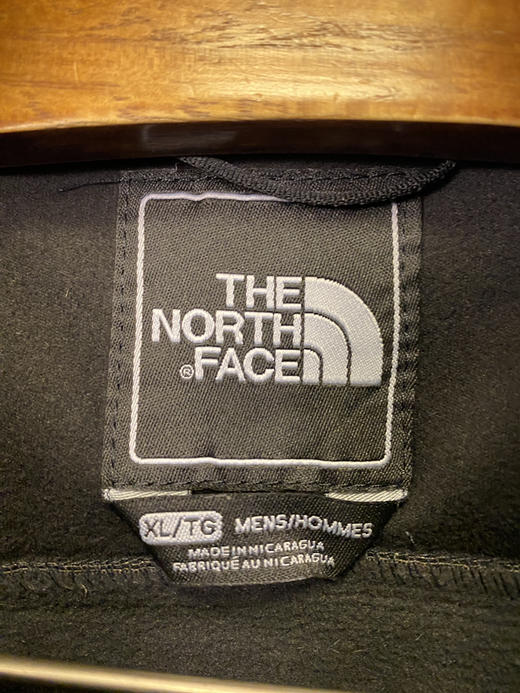 THE
NORTH
®FACE
XL/TG MENS/HOMMES
MADE IN NICARAGUA
FABRIQUE AU NICARAGUA